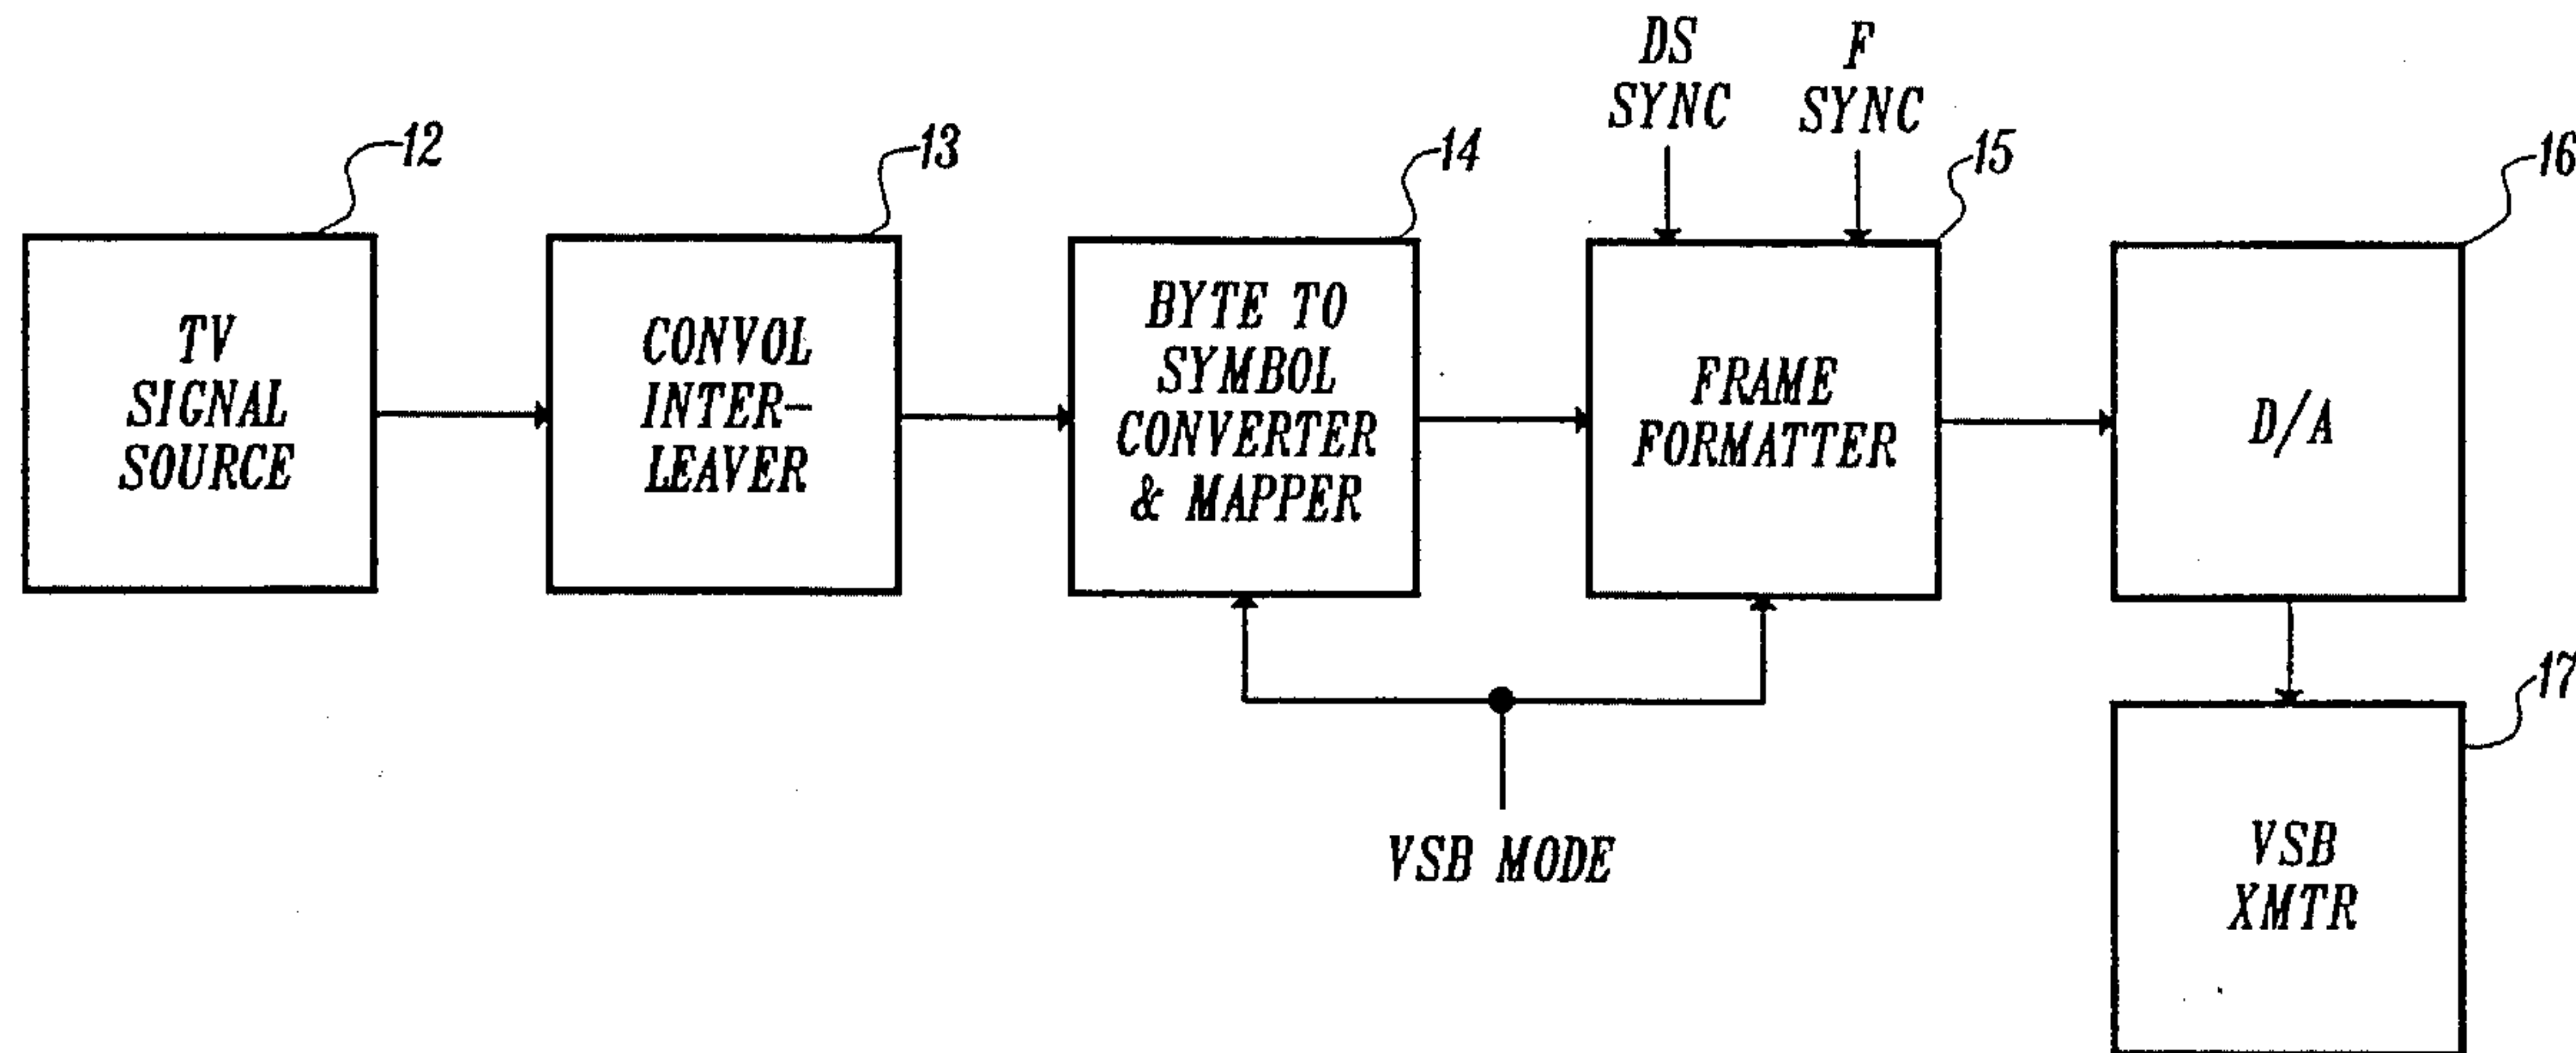 DS
SYNC
F
SYNC
12
13
14
15
16
TV
SIGNAL
SOURCE
CONVOL
INTER-
LEAVER
BYTE TO
SYMBOL
CONVERTER
& MAPPER
FRAME
FORMATTER
D/A
17
VSB MODE
VSB
XMTR